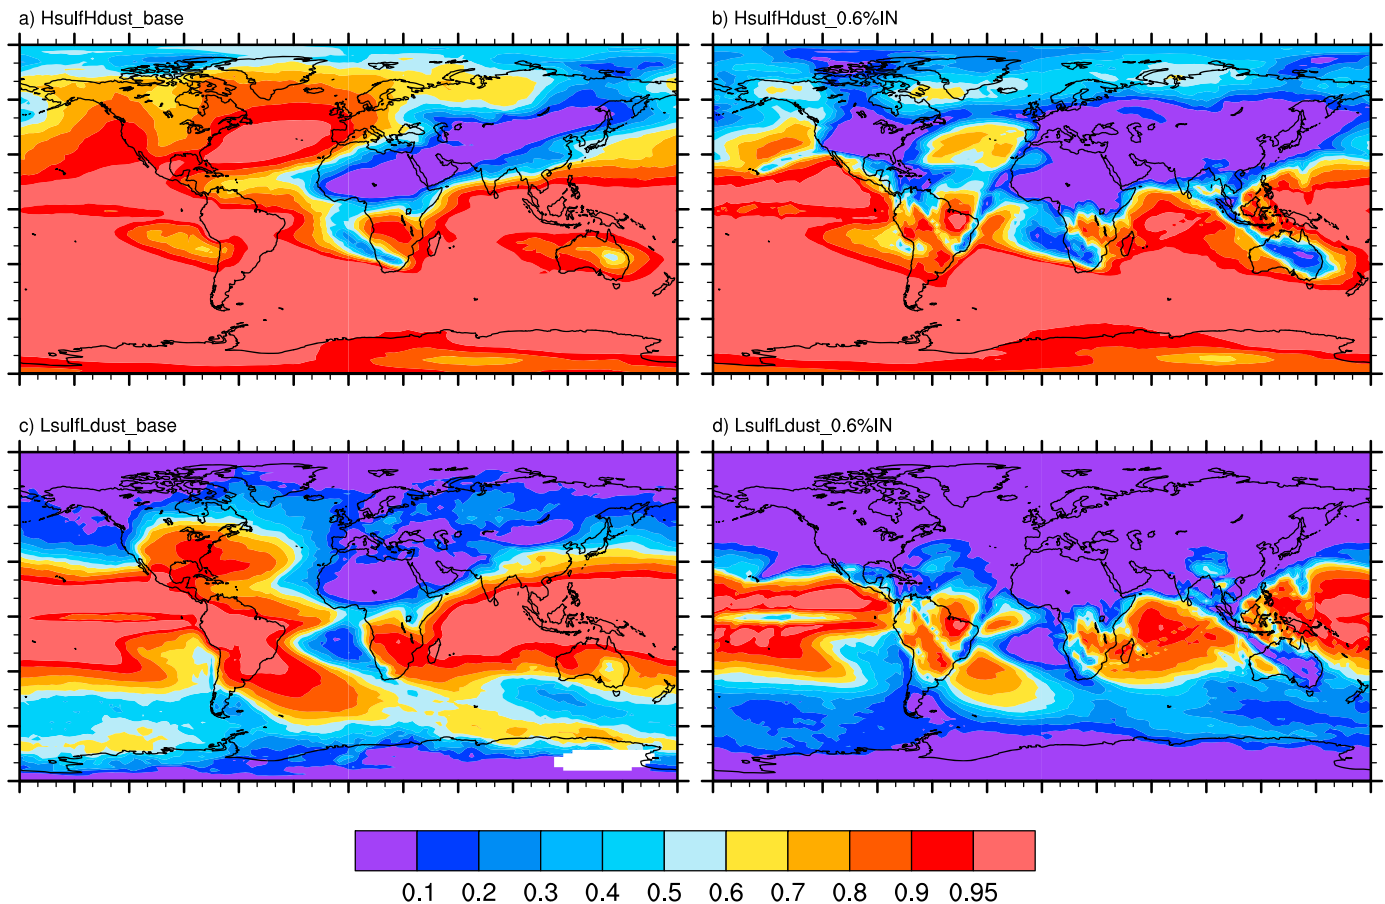 a) HsulfHdust_base
b) HsulfHdust_0.6%IN
c) LsulfLdust_base
d) LsulfLdust_0.6%IN
0.1 0.2 0.3 0.4 0.5 0.6 0.7 0.8 0.9 0.95